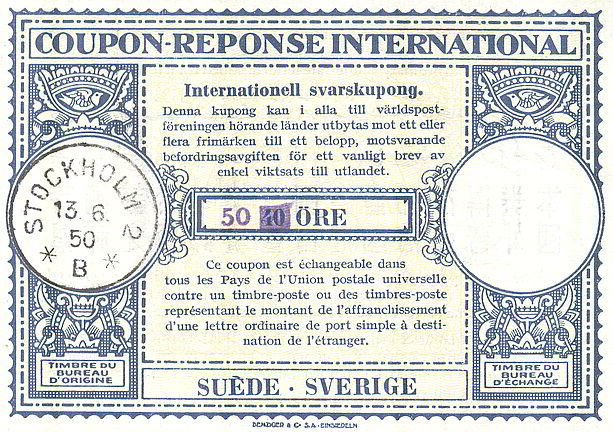 COUPON-REPONSE INTERNATIONAL
Internationell svarskupong.
Denna kupong kan i alla till världspost-
föreningen hörande länder utbytas mot ett eller
flera frimärken till ett belopp, motsvarande
befordringsavgiften för ett vanligt brev av
enkel viktsats till utlandet.
STOCKHOLM 2
13. 6.
50
* B *
50 40 ÖRE
Ce coupon est échangeable dans
tous les Pays de l'Union postale universelle
contre un timbre-poste ou des timbres-poste
représentant le montant de l'affranchissement
d'une lettre ordinaire de port simple à desti-
nation de l'étranger.
TIMBRE DU
BUREAU
D'ORIGINE
TIMBRE DU
BUREAU
D'ÉCHANGE
SUÈDE · SVERIGE
BENZIGER & Cº S.A. EINSIEDELN